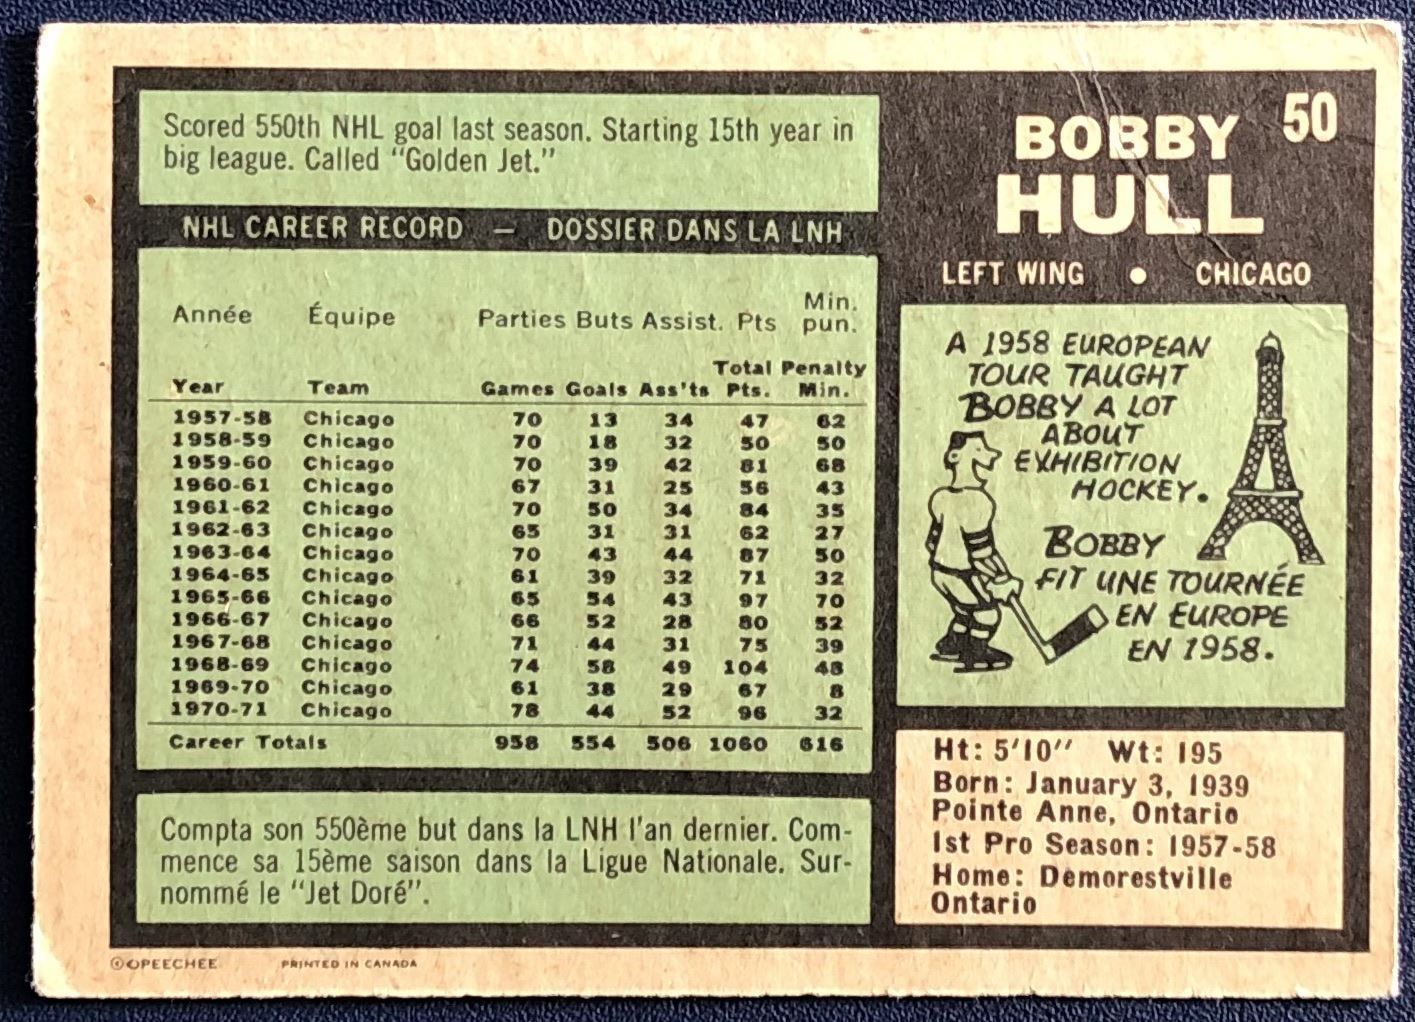 Scored 550th NHL goal last season. Starting 15th year in
big league. Called "Golden Jet."
NHL CAREER RECORD — DOSSIER DANS LA LNH
Année Équipe Parties Buts Assist. Pts Min. pun.
Year Team Games Goals Ass'ts Total Pts. Penalty Min.
1957-58 Chicago 70 13 34 47 62
1958-59 Chicago 70 18 32 50 50
1959-60 Chicago 70 39 42 81 68
1960-61 Chicago 67 31 25 56 43
1961-62 Chicago 70 50 34 84 35
1962-63 Chicago 65 31 31 62 27
1963-64 Chicago 70 43 44 87 50
1964-65 Chicago 61 39 32 71 32
1965-66 Chicago 65 54 43 97 70
1966-67 Chicago 66 52 28 80 52
1967-68 Chicago 71 44 31 75 39
1968-69 Chicago 74 58 49 104 48
1969-70 Chicago 61 38 29 67 8
1970-71 Chicago 78 44 52 96 32
Career Totals 958 554 506 1060 616
Compta son 550ème but dans la LNH l'an dernier. Com-
mence sa 15ème saison dans la Ligue Nationale. Sur-
nommé le "Jet Doré".
50
BOBBY
HULL
LEFT WING • CHICAGO
A 1958 EUROPEAN
TOUR TAUGHT
BOBBY A LOT
ABOUT
EXHIBITION
HOCKEY.
BOBBY
FIT UNE TOURNÉE
EN EUROPE
EN 1958.
Ht: 5'10" Wt: 195
Born: January 3, 1939
Pointe Anne, Ontario
1st Pro Season: 1957-58
Home: Demorestville
Ontario
©OPEECHEE PRINTED IN CANADA